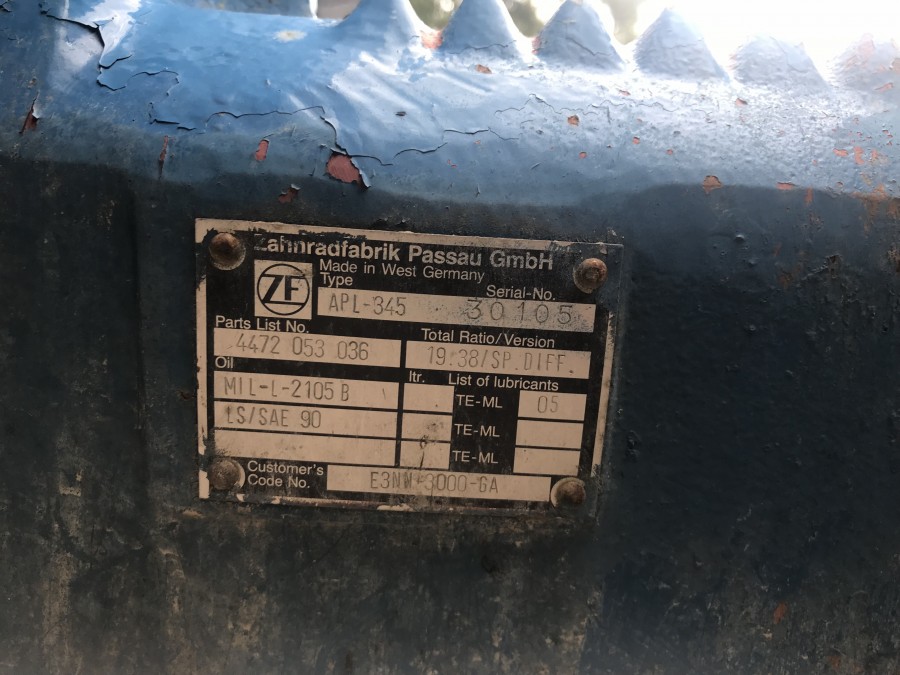 Zahnradfabrik Passau GmbH
Made in West Germany
ZF
Type
Serial-No.
APL-345
30105
Parts List No.
Total Ratio/Version
4472 053 036
19.38/SP.DIFF.
Oil
ltr.
List of lubricants
MIL-L-2105 B
TE-ML
05
LS/SAE 90
TE-ML
TE-ML
Customer's
Code No.
E3NN-3000-GA